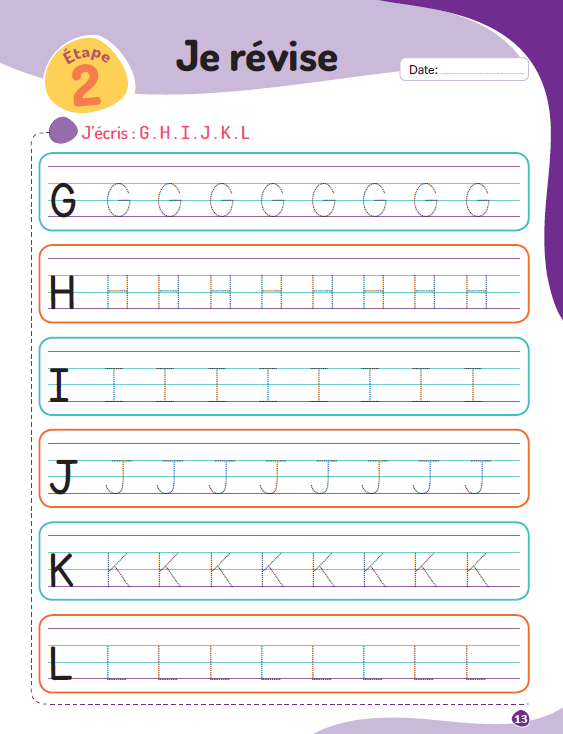 Étape
2
Je révise
Date:
J'écris : G . H . I . J . K . L
G G G G G G G G G
H H H H H H H H H
I I I I I I I I I
J J J J J J J J J
K K K K K K K K K
L L L L L L L L L
13